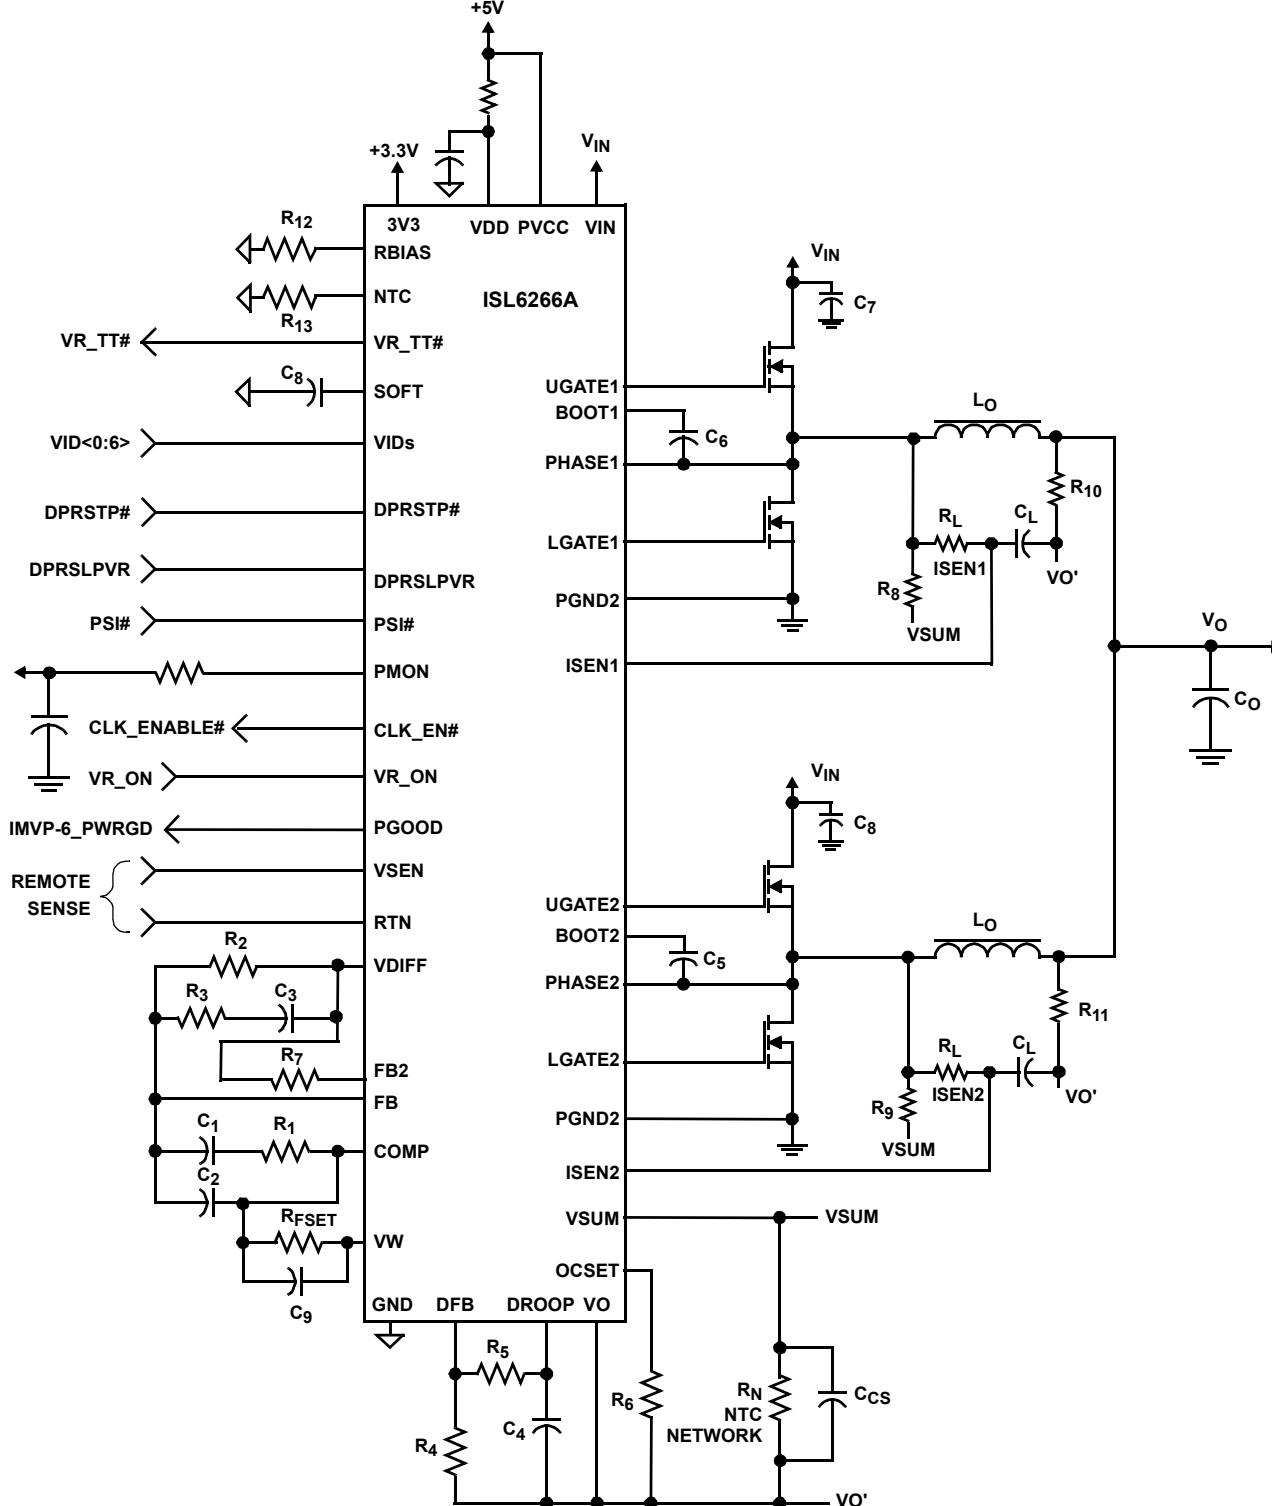 +5V
+3.3V
VIN
3V3
VDD
PVCC
VIN
ISL6266A
R12
RBIAS
NTC
R13
VR_TT#
VR_TT#
C8
SOFT
VID<0:6>
VIDs
DPRSTP#
DPRSTP#
DPRSLPVR
DPRSLPVR
PSI#
PSI#
PMON
CLK_ENABLE#
CLK_EN#
VR_ON
VR_ON
IMVP-6_PWRGD
PGOOD
REMOTE
SENSE
VSEN
RTN
R2
VDIFF
R3
C3
R7
FB2
FB
C1
R1
COMP
C2
RFSET
VW
C9
GND
DFB
DROOP
VO
R5
R4
C4
R6
UGATE1
BOOT1
C6
PHASE1
LGATE1
PGND2
ISEN1
VIN
C7
LO
R10
RL
CL
ISEN1
VO'
R8
VSUM
VO
CO
VIN
C8
UGATE2
BOOT2
C5
PHASE2
LGATE2
PGND2
ISEN2
LO
R11
RL
CL
ISEN2
VO'
R9
VSUM
VSUM
VSUM
OCSET
RN
NTC
NETWORK
CCS
VO'